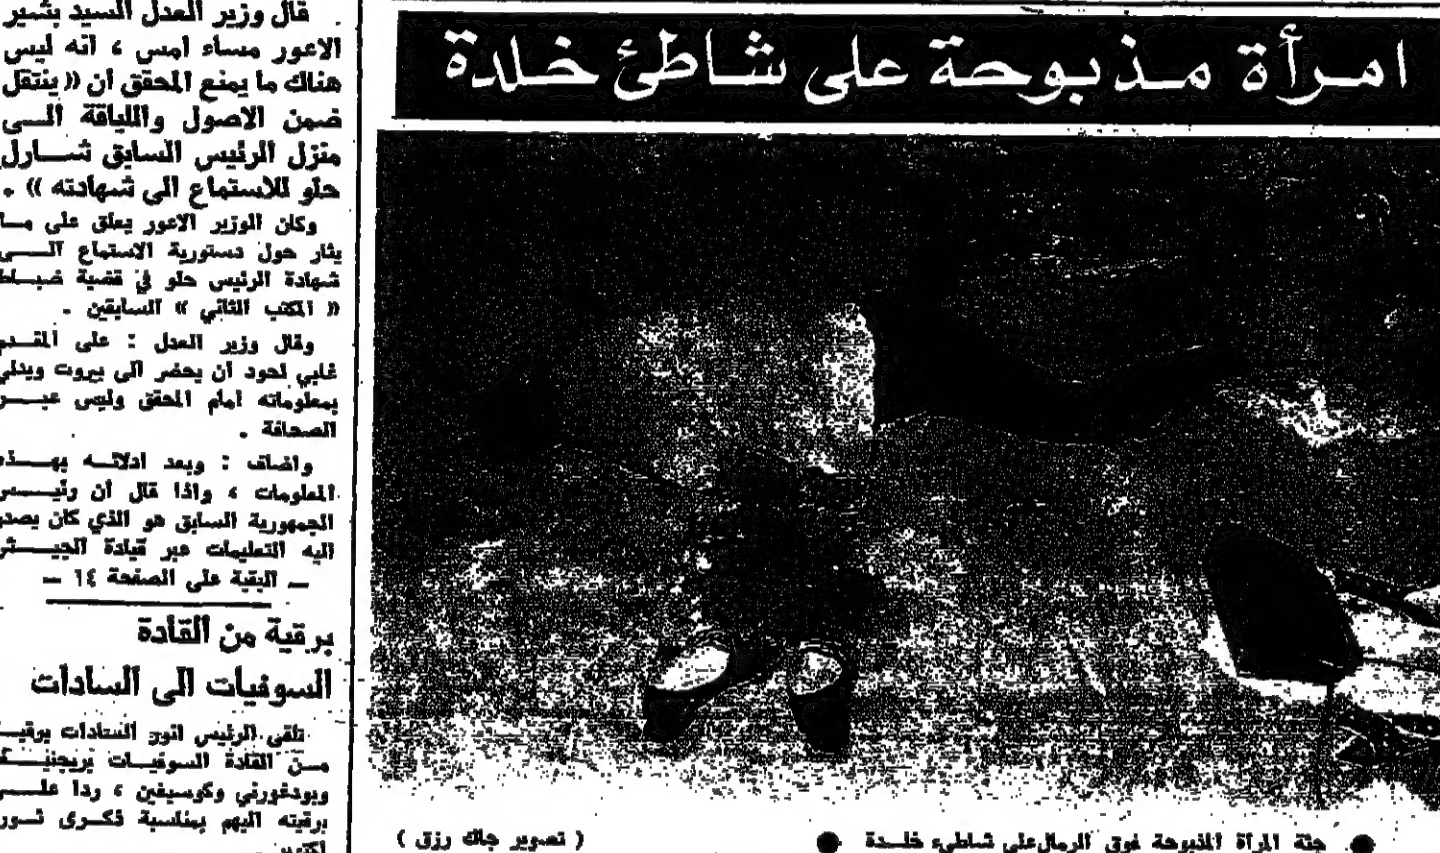 امرأة مذبوحة على شاطئ خلدة
● جثة المرأة المذبوحة فوق الرمال على شاطىء خلدة ●
( تصوير جاك رزق )
قال وزير العدل السيد بشير
الاعور مساء امس ، انه ليس
هناك ما يمنع المحقق أن « ينتقل
ضمن الاصول واللياقة الى
منزل الرئيس السابق شارل
حلو للاستماع الى شهادته » .
وكان الوزير الاعور يعلق على ما
يثار حول دستورية الاستماع الى
شهادة الرئيس حلو في قضية ضباط
« المكتب الثاني » السابقين .
وقال وزير العدل : على المقدم
غابي لحود أن يحضر الى بيروت ويدلي
بمعلوماته امام المحقق وليس عبر
الصحافة .
واضاف : وبعد ادلائه بهذه
المعلومات ، واذا قال أن رئيس
الجمهورية السابق هو الذي كان يصدر
اليه التعليمات عبر قيادة الجيش
— البقية على الصفحة ١٤ —
برقية من القادة
السوفيات الى السادات
تلقى الرئيس انور السادات برقية
من القادة السوفيات بريجنيف
وبودغورني وكوسيغين ، ردا على
برقيته اليهم بمناسبة ذكرى ثورة
اكتوبر